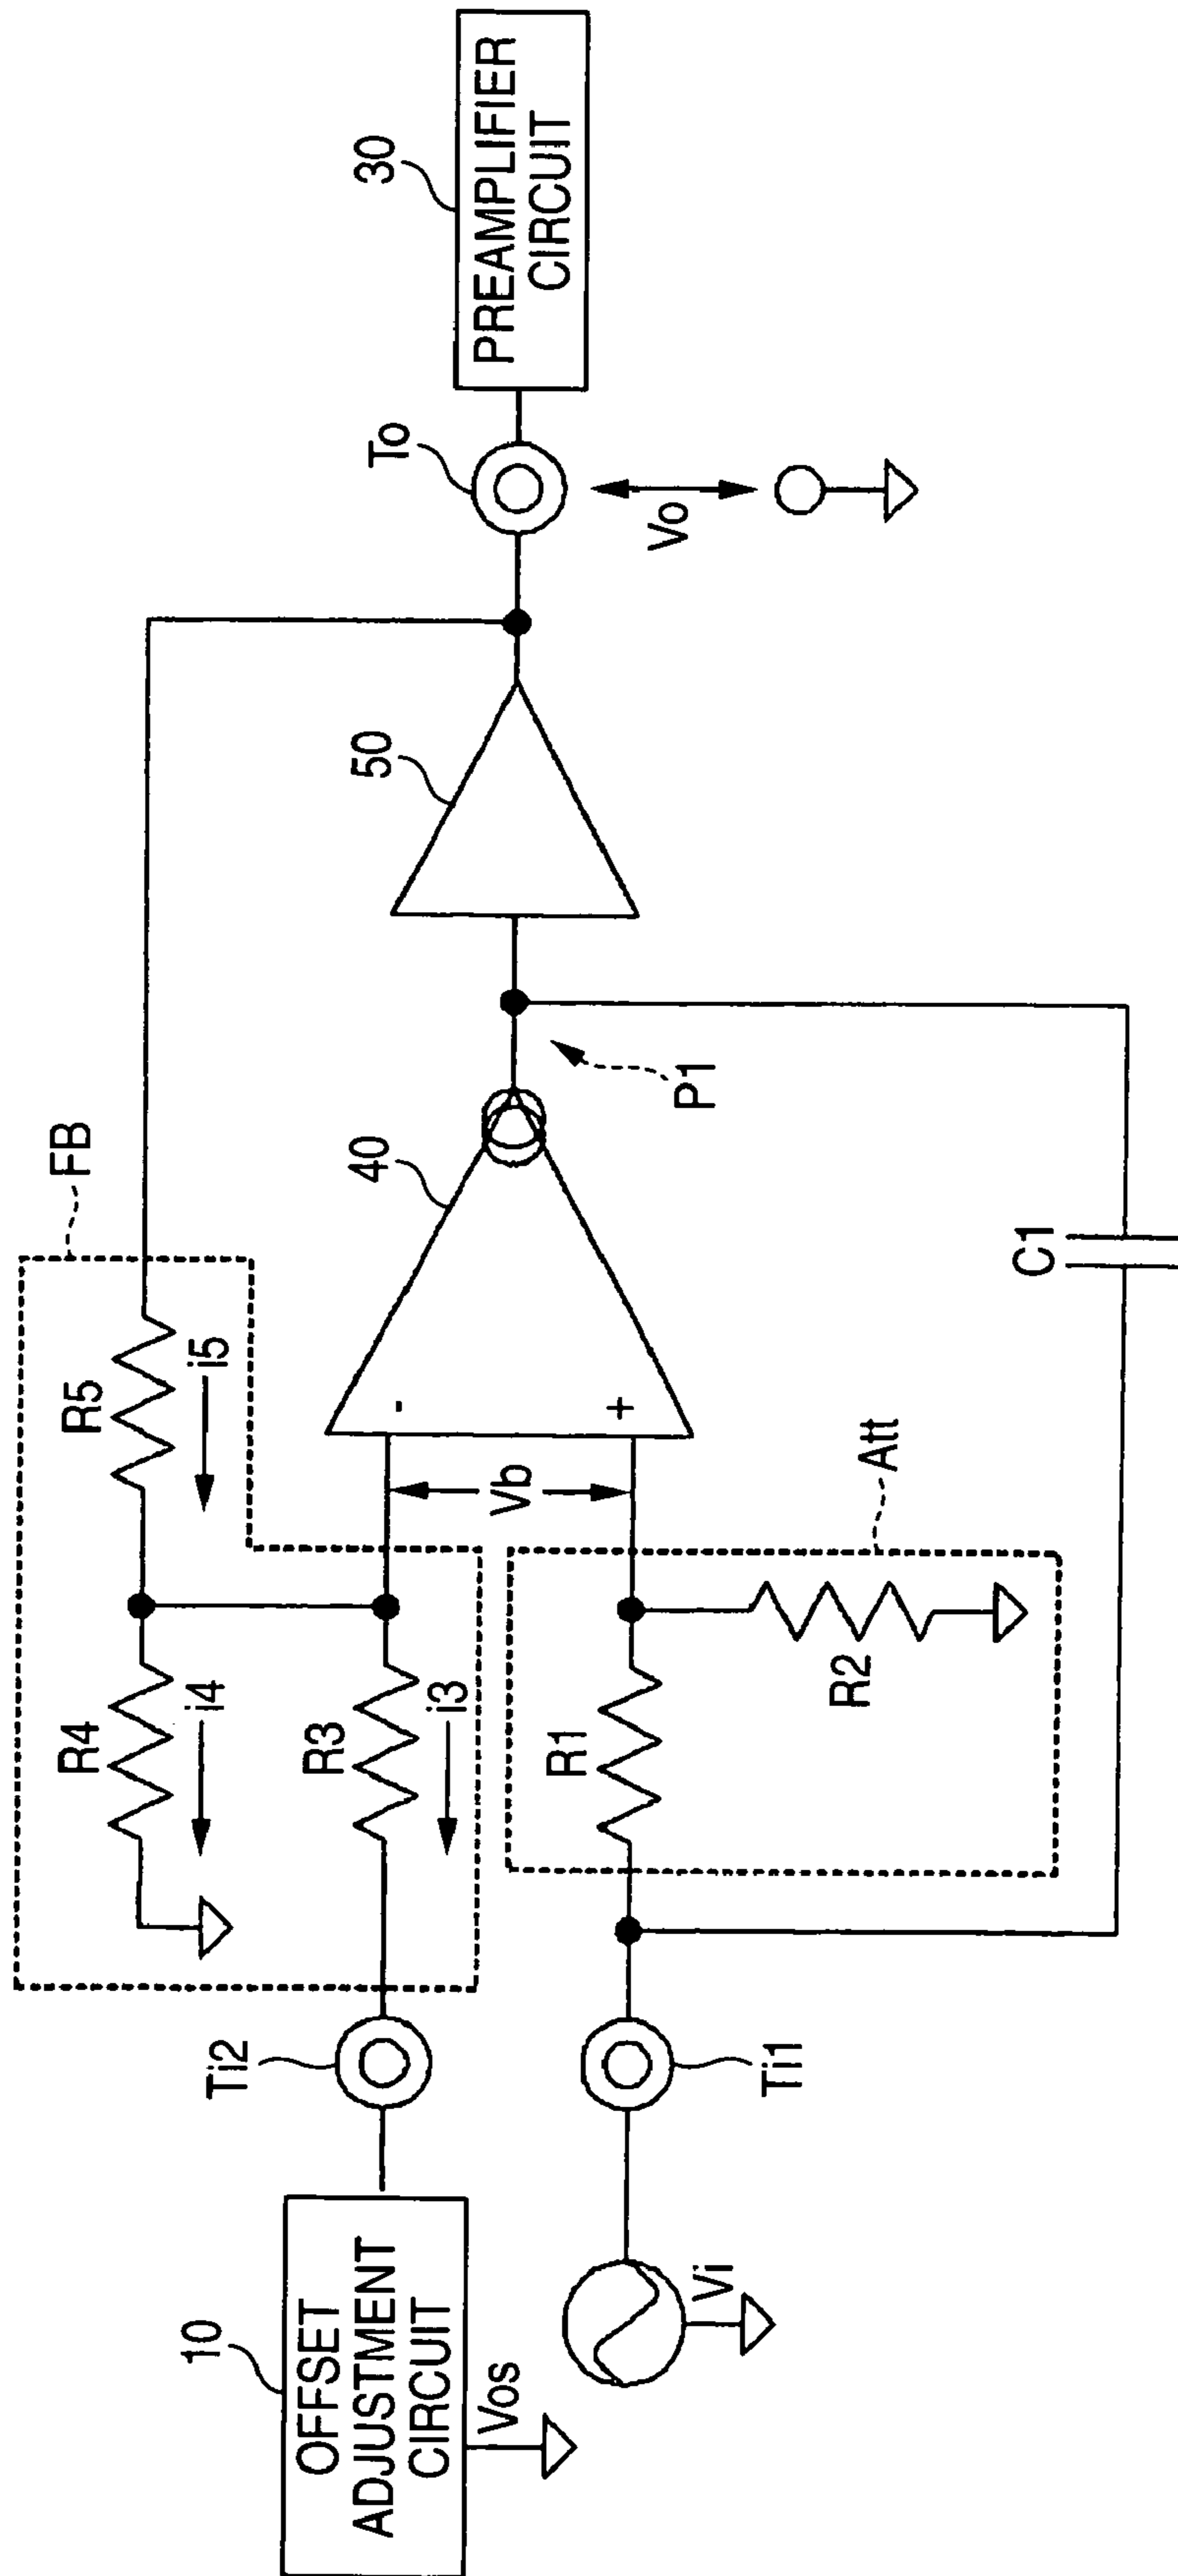 FB
R4
i4
R5
i5
R3
i3
Ti2
10
OFFSET
ADJUSTMENT
CIRCUIT
Vos
Vi
Ti1
R1
R2
Att
Vb
-
+
40
P1
C1
50
To
Vo
30
PREAMPLIFIER
CIRCUIT